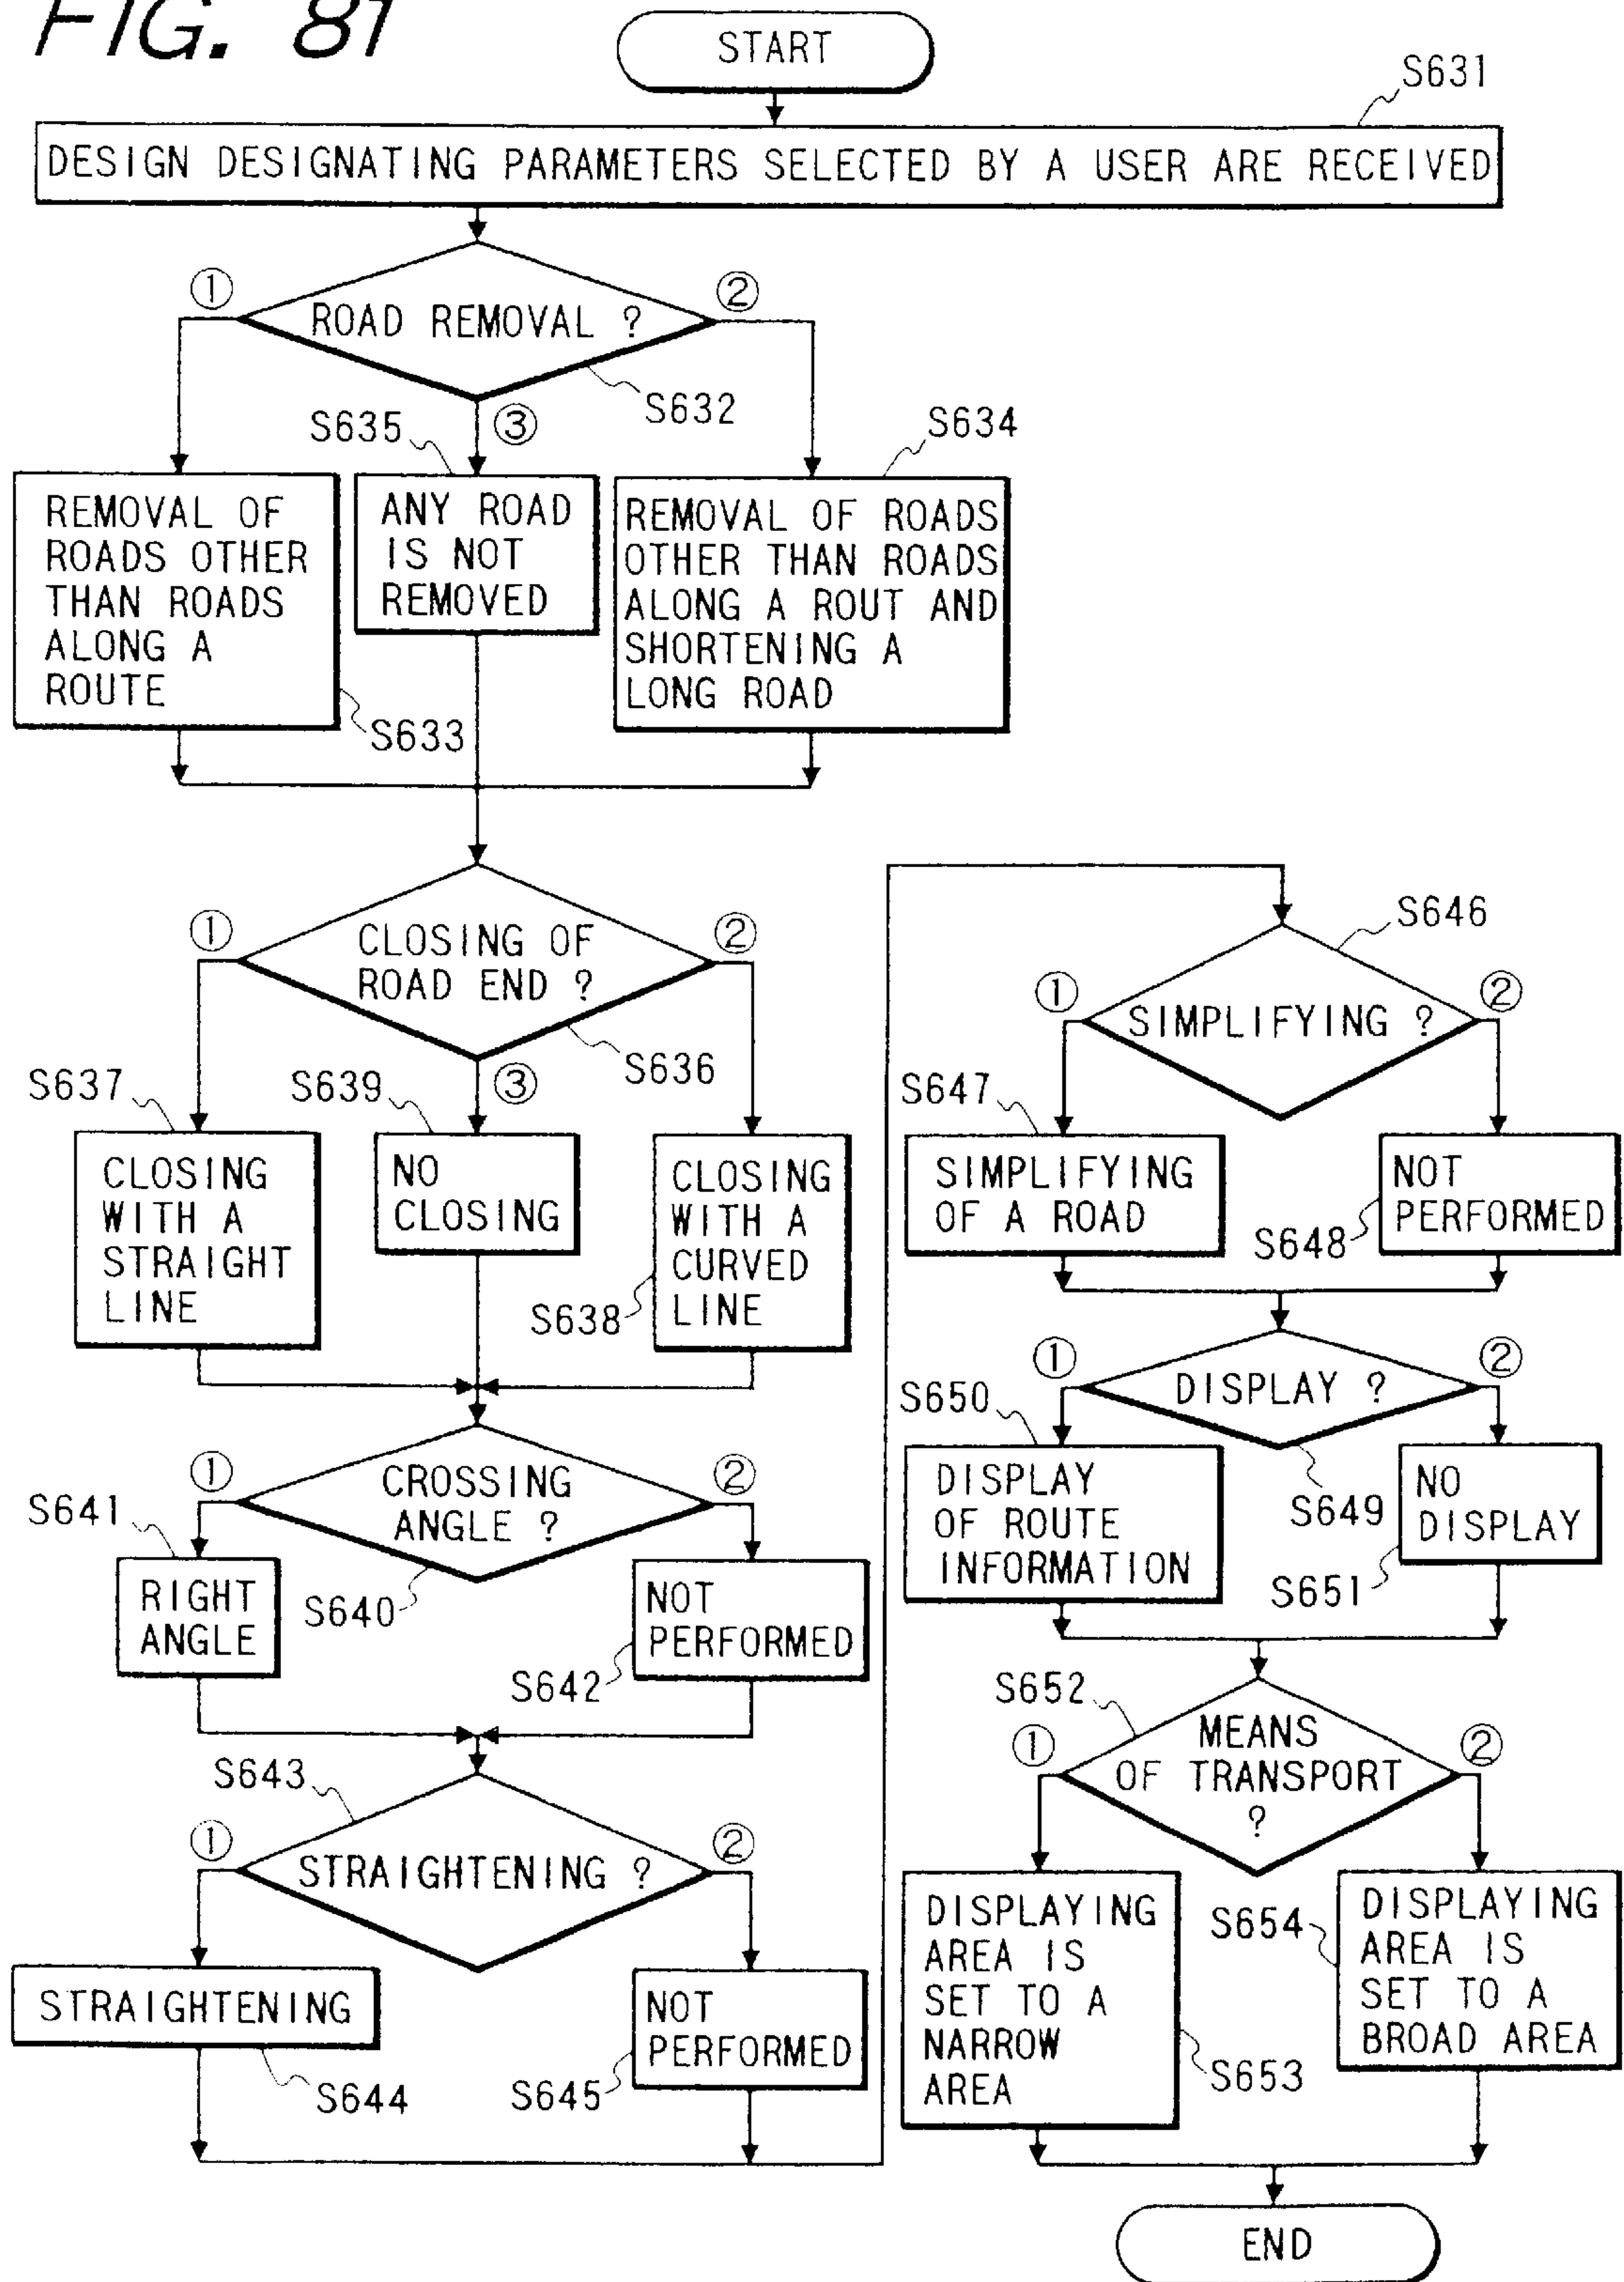 FIG. 81
START
S631
DESIGN DESIGNATING PARAMETERS SELECTED BY A USER ARE RECEIVED
① ②
ROAD REMOVAL ?
S632
S635 ③ S634
REMOVAL OF
ROADS OTHER
THAN ROADS
ALONG A
ROUTE
S633
ANY ROAD
IS NOT
REMOVED
REMOVAL OF ROADS
OTHER THAN ROADS
ALONG A ROUT AND
SHORTENING A
LONG ROAD
① ②
CLOSING OF
ROAD END ?
S636
S637 S639 ③
CLOSING
WITH A
STRAIGHT
LINE
NO
CLOSING
CLOSING
WITH A
CURVED
LINE
S638
① ②
CROSSING
ANGLE ?
S641
S640
RIGHT
ANGLE
NOT
PERFORMED
S642
S643
① ②
STRAIGHTENING ?
STRAIGHTENING
S644
NOT
PERFORMED
S645
S646
① ②
SIMPLIFYING ?
S647
SIMPLIFYING
OF A ROAD
NOT
PERFORMED
S648
① ②
DISPLAY ?
S650
S649
DISPLAY
OF ROUTE
INFORMATION
NO
DISPLAY
S651
S652
① ②
MEANS
OF TRANSPORT
?
DISPLAYING
AREA IS
SET TO A
NARROW
AREA
S653
S654
DISPLAYING
AREA IS
SET TO A
BROAD AREA
END